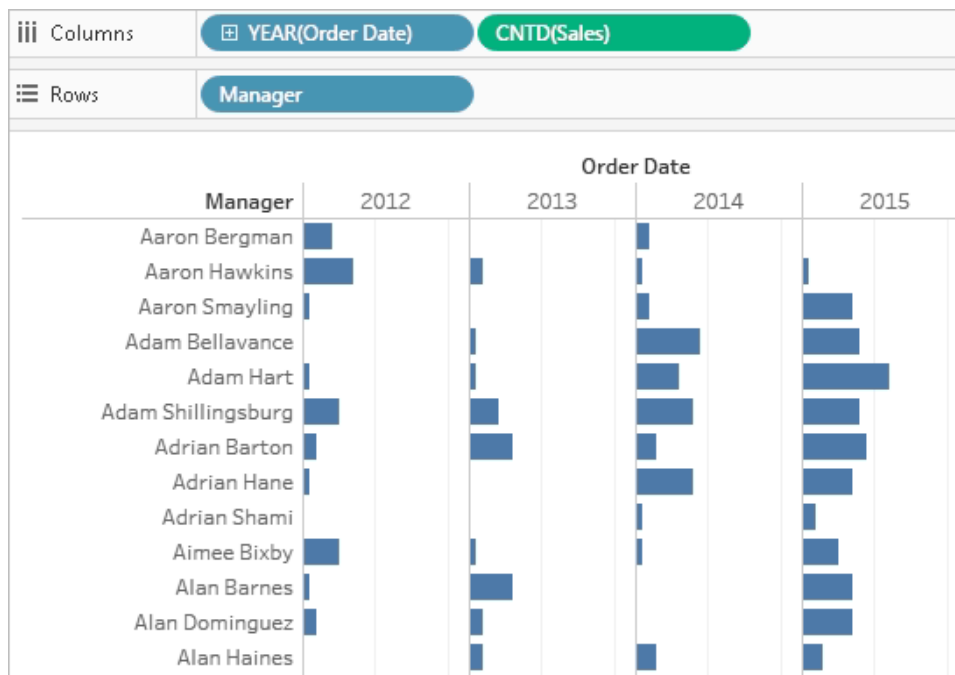 Columns YEAR(Order Date) CNTD(Sales)
Rows Manager
Order Date
Manager 2012 2013 2014 2015
Aaron Bergman
Aaron Hawkins
Aaron Smayling
Adam Bellavance
Adam Hart
Adam Shillingsburg
Adrian Barton
Adrian Hane
Adrian Shami
Aimee Bixby
Alan Barnes
Alan Dominguez
Alan Haines